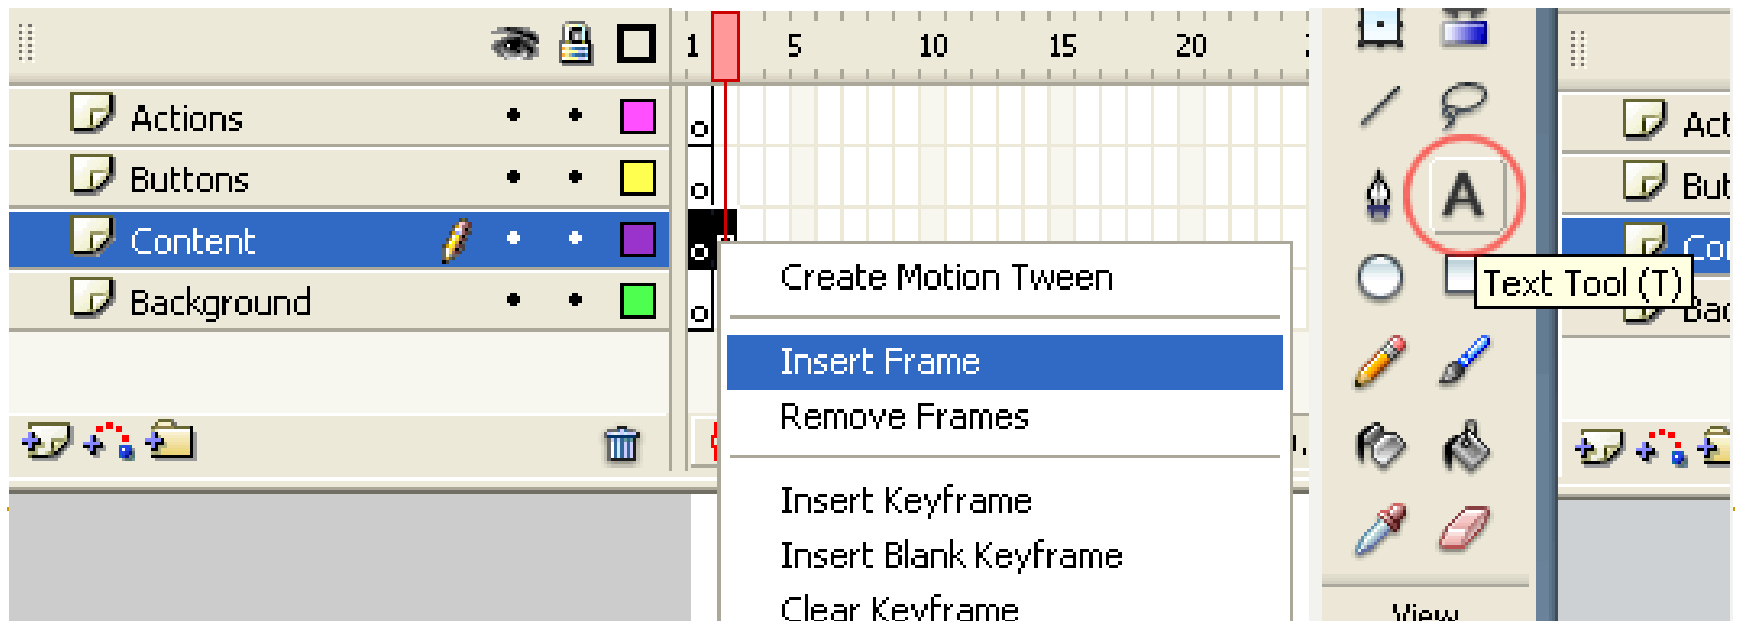 1 5 10 15 20
Actions
Buttons
Content
Background
Create Motion Tween
Insert Frame
Remove Frames
Insert Keyframe
Insert Blank Keyframe
Clear Keyframe
A
Text Tool (T)
View
Act
But
Co
Bac